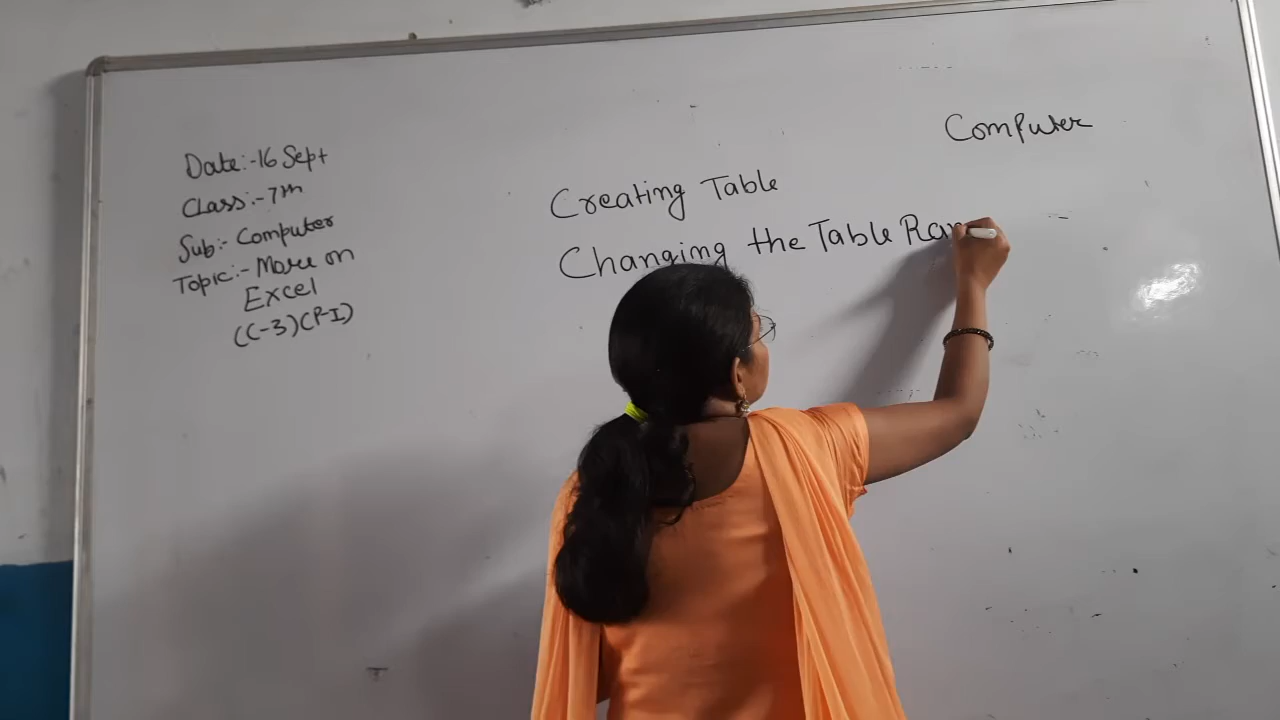 Date:-16 Sept
Class:-7th
Sub:- Computer
Topic:- More on
Excel
(C-3)(P-I)
Computer
Creating Table
Changing the Table Ran